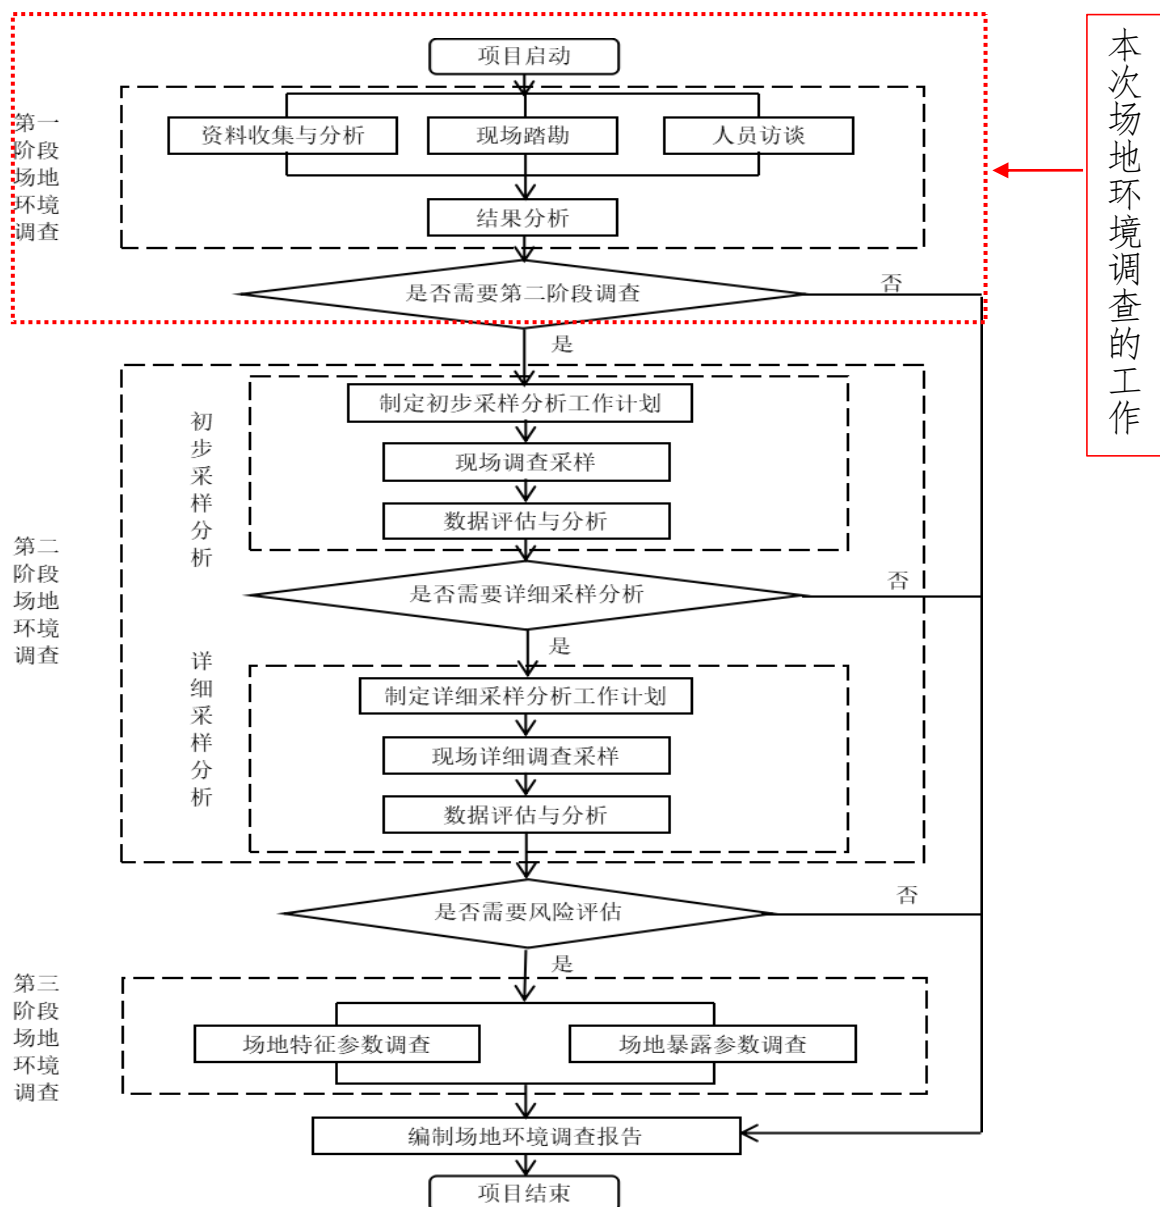 项目启动
本次场地环境调查的工作
第一
阶段
场地
环境
调查
资料收集与分析
现场踏勘
人员访谈
结果分析
是否需要第二阶段调查
否
是
第二
阶段
场地
环境
调查
初步采样分析
制定初步采样分析工作计划
现场调查采样
数据评估与分析
是否需要详细采样分析
否
是
详细采样分析
制定详细采样分析工作计划
现场详细调查采样
数据评估与分析
是否需要风险评估
否
是
第三
阶段
场地
环境
调查
场地特征参数调查
场地暴露参数调查
编制场地环境调查报告
项目结束